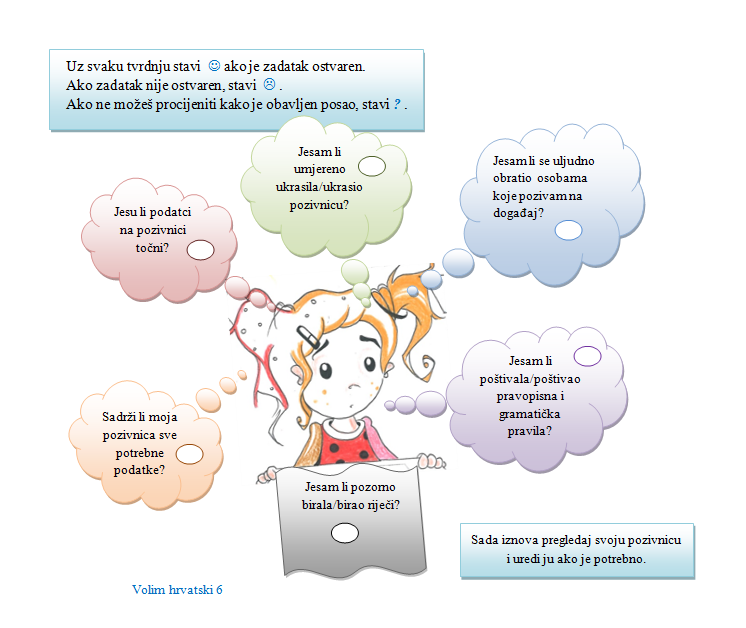 Uz svaku tvrdnju stavi ☺ ako je zadatak ostvaren.
Ako zadatak nije ostvaren, stavi ☹ .
Ako ne možeš procijeniti kako je obavljen posao, stavi ? .
Jesam li
umjereno
ukrasila/ukrasio
pozivnicu?
Jesam li se uljudno
obratio osobama
koje pozivam na
događaj?
Jesu li podatci
na pozivnici
točni?
Jesam li
poštivala/poštivao
pravopisna i
gramatička
pravila?
Sadrži li moja
pozivnica sve
potrebne
podatke?
Jesam li pozorno
birala/birao riječi?
Sada iznova pregledaj svoju pozivnicu
i uredi ju ako je potrebno.
Volim hrvatski 6